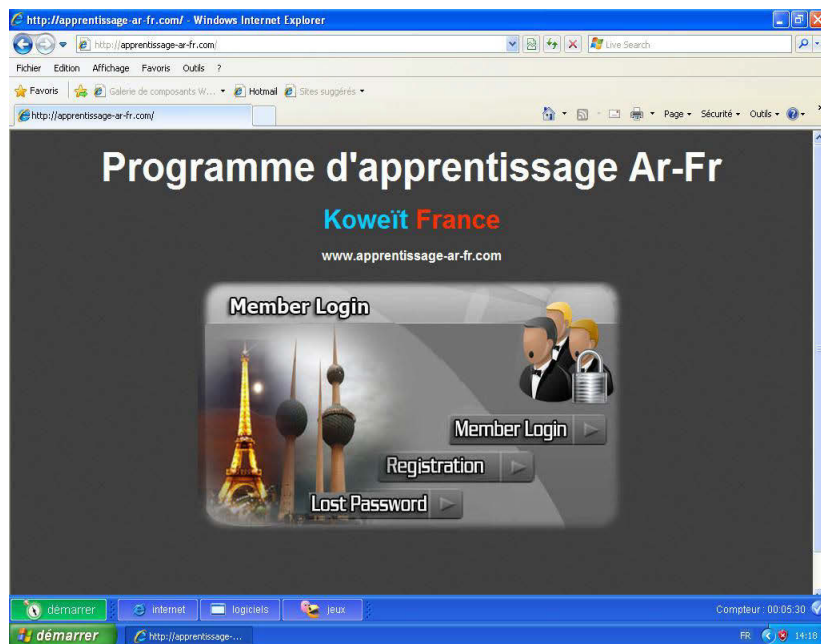 http://apprentissage-ar-fr.com/ - Windows Internet Explorer
http://apprentissage-ar-fr.com/
Live Search
Fichier Edition Affichage Favoris Outils ?
Favoris Galerie de composants W... Hotmail Sites suggérés
http://apprentissage-ar-fr.com/ Page Sécurité Outils
Programme d'apprentissage Ar-Fr
Koweït France
www.apprentissage-ar-fr.com
Member Login
Member Login
Registration
Lost Password
démarrer internet logiciels jeux Compteur : 00:05:30
démarrer http://apprentissage-... FR 14:18